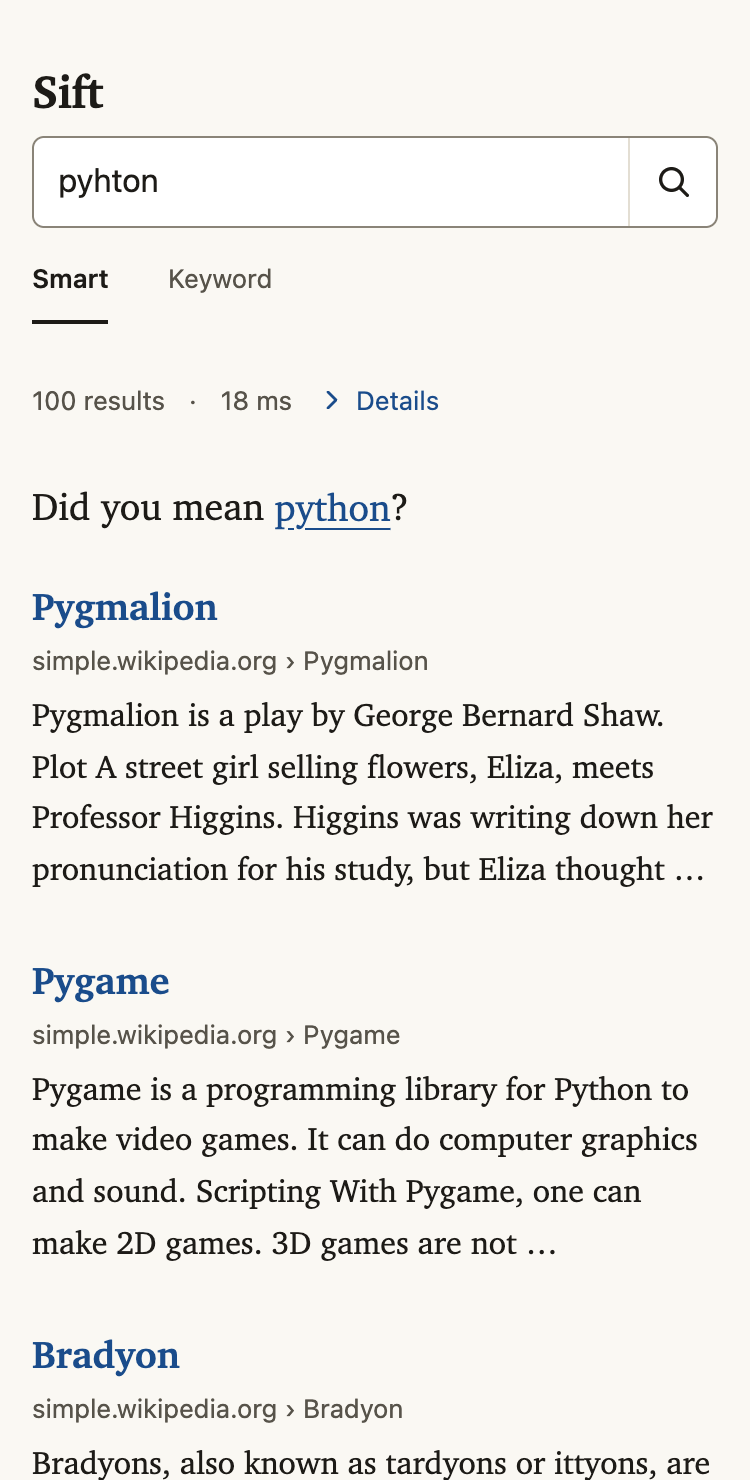 Sift
pyhton
Smart Keyword
100 results · 18 ms > Details
Did you mean python?
Pygmalion
simple.wikipedia.org › Pygmalion
Pygmalion is a play by George Bernard Shaw.
Plot A street girl selling flowers, Eliza, meets
Professor Higgins. Higgins was writing down her
pronunciation for his study, but Eliza thought …
Pygame
simple.wikipedia.org › Pygame
Pygame is a programming library for Python to
make video games. It can do computer graphics
and sound. Scripting With Pygame, one can
make 2D games. 3D games are not …
Bradyon
simple.wikipedia.org › Bradyon
Bradyons, also known as tardyons or ittyons, are